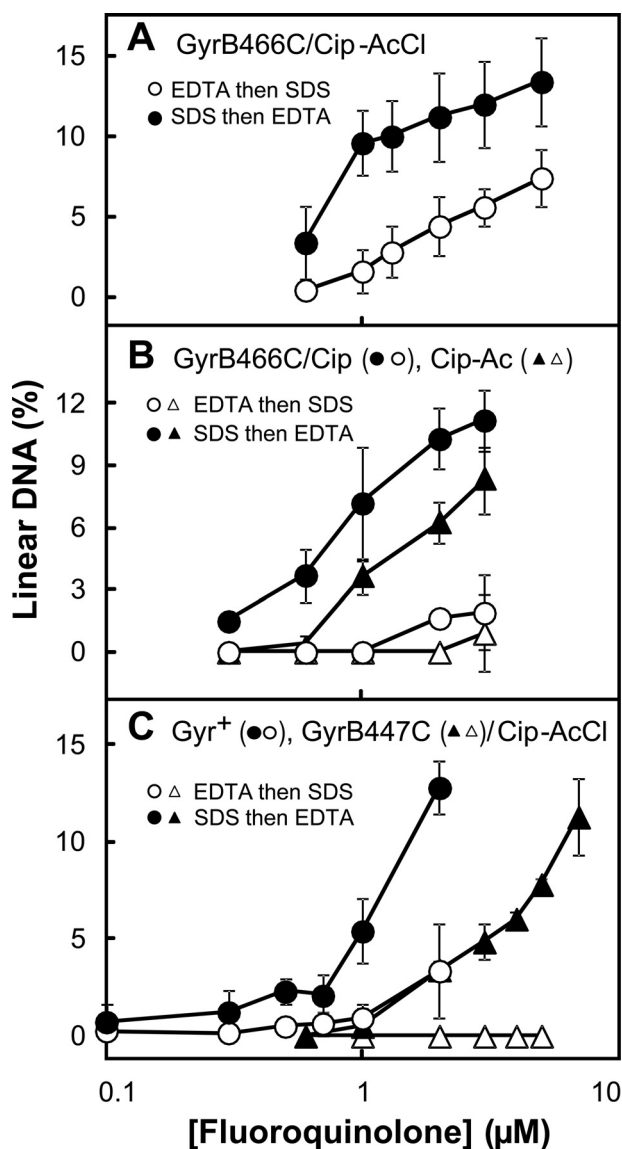 A GyrB466C/Cip-AcCl
15
EDTA then SDS
SDS then EDTA
10
5
0
B GyrB466C/Cip (●○), Cip-Ac (▲△)
12
EDTA then SDS
SDS then EDTA
9
6
3
0
Linear DNA (%)
C Gyr⁺ (●○), GyrB447C (▲△)/Cip-AcCl
15
EDTA then SDS
SDS then EDTA
10
5
0
0.1 1 10
[Fluoroquinolone] (µM)